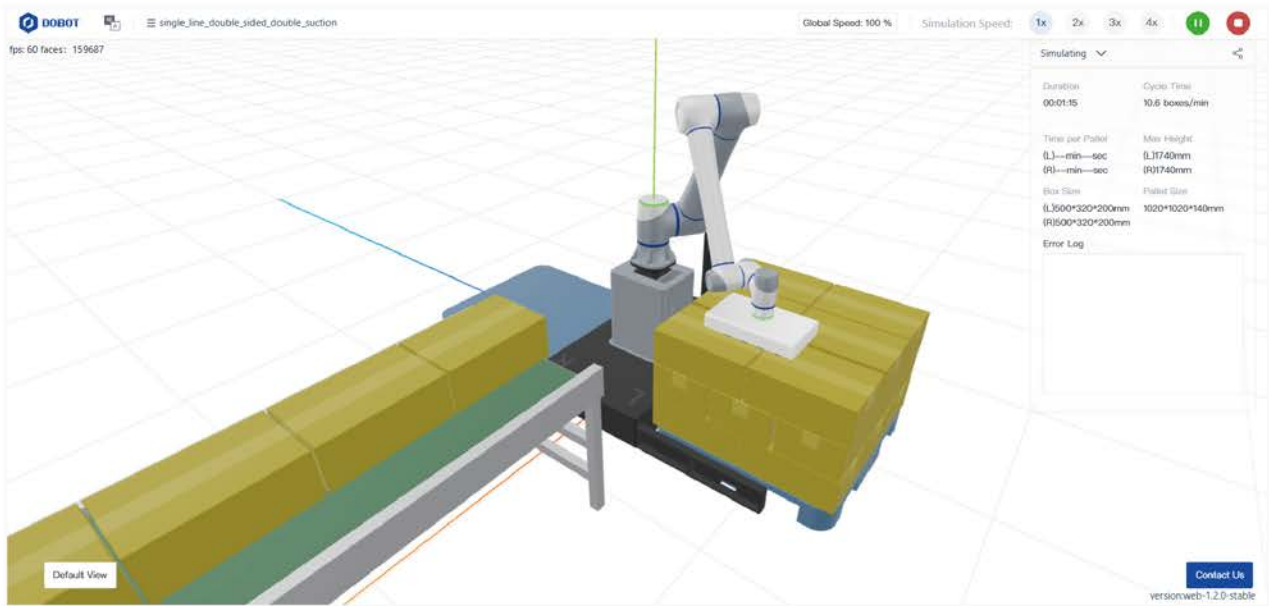 DOBOT
single_line_double_sided_double_suction
Global Speed: 100 %
Simulation Speed:
1x
2x
3x
4x
fps: 60 faces: 159687
Simulating
Duration Cycle Time
00:01:15 10.6 boxes/min
Time per Pallet Max Height
(L)---min---sec (L)1740mm
(R)---min---sec (R)1740mm
Box Size Pallet Size
(L)500*320*200mm 1020*1020*140mm
(R)500*320*200mm
Error Log
Default View
Contact Us
version:web-1.2.0-stable